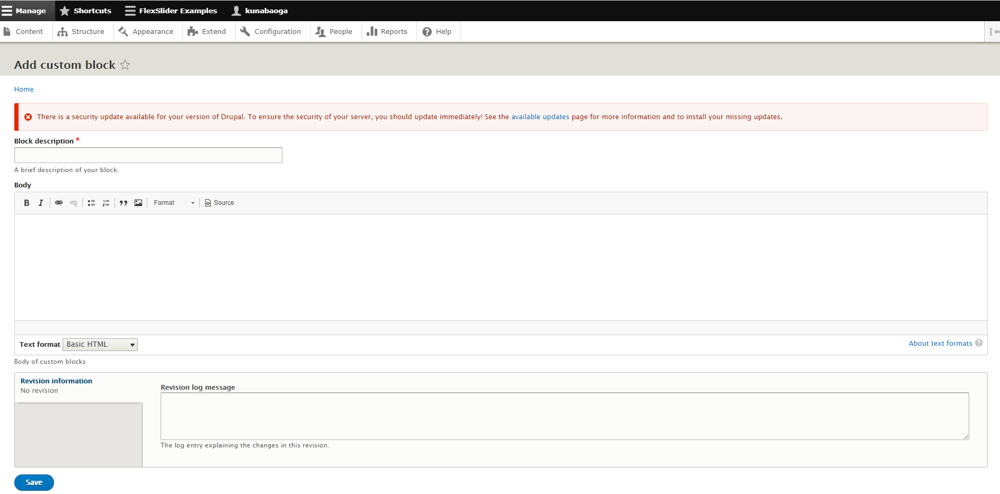 Manage Shortcuts FlexSlider Examples kunabaoga
Content Structure Appearance Extend Configuration People Reports Help
Add custom block
Home
There is a security update available for your version of Drupal. To ensure the security of your server, you should update immediately! See the available updates page for more information and to install your missing updates.
Block description *
A brief description of your block.
Body
B I Format Source
Text format Basic HTML About text formats ?
Body of custom blocks
Revision information
No revision
Revision log message
The log entry explaining the changes in this revision.
Save